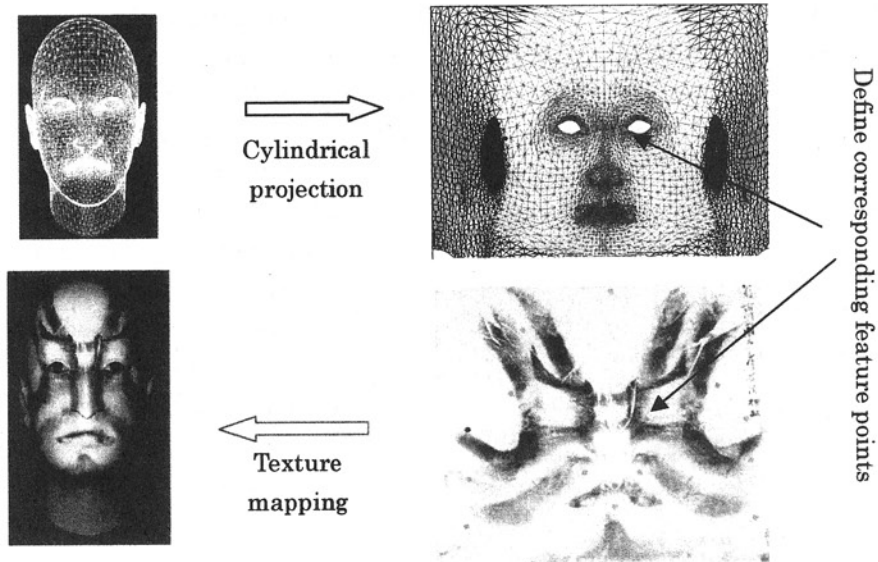 Cylindrical
projection
Define corresponding feature points
Texture
mapping